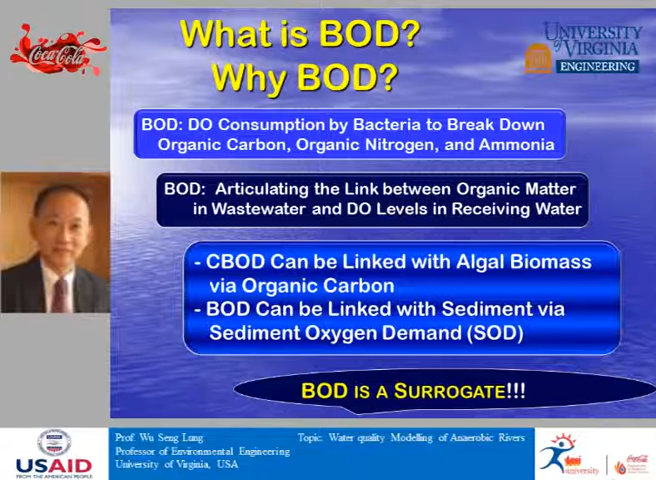 Coca-Cola
What is BOD?
Why BOD?
UNIVERSITY
of VIRGINIA
ENGINEERING
BOD: DO Consumption by Bacteria to Break Down
Organic Carbon, Organic Nitrogen, and Ammonia
BOD: Articulating the Link between Organic Matter
in Wastewater and DO Levels in Receiving Water
- CBOD Can be Linked with Algal Biomass
via Organic Carbon
- BOD Can be Linked with Sediment via
Sediment Oxygen Demand (SOD)
BOD IS A SURROGATE!!!
USAID
FROM THE AMERICAN PEOPLE
Prof. Wu Seng Lung
Professor of Environmental Engineering
University of Virginia, USA
Topic: Water quality Modelling of Anaerobic Rivers
teri
university
Coca-Cola